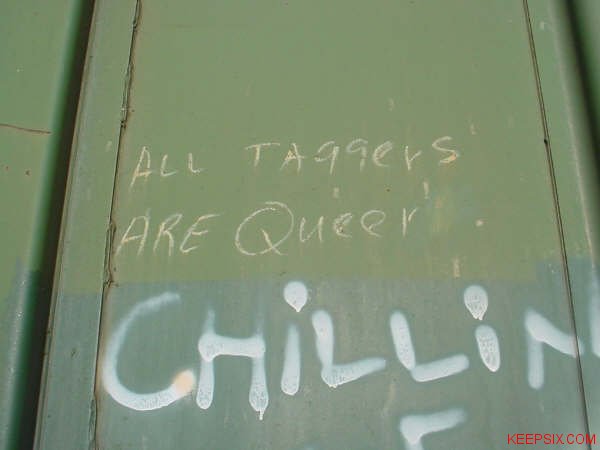 ALL TAggers
ARE Queer.
CHiLLiN
KEEPSIX.COM